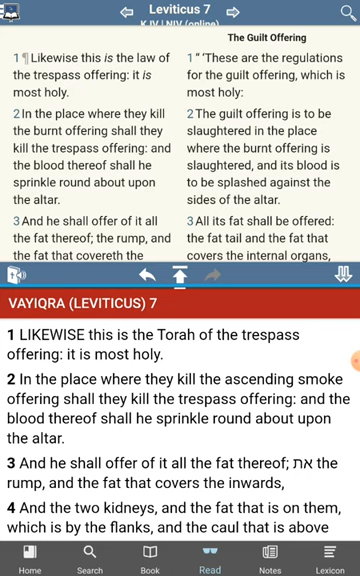 Leviticus 7
KJV | NIV (online)
1 ¶ Likewise this is the law of
the trespass offering: it is
most holy.
2 In the place where they kill
the burnt offering shall they
kill the trespass offering: and
the blood thereof shall he
sprinkle round about upon
the altar.
3 And he shall offer of it all
the fat thereof; the rump, and
the fat that covereth the
The Guilt Offering
1 “ ‘These are the regulations
for the guilt offering, which is
most holy:
2 The guilt offering is to be
slaughtered in the place
where the burnt offering is
slaughtered, and its blood is
to be splashed against the
sides of the altar.
3 All its fat shall be offered:
the fat tail and the fat that
covers the internal organs,
VAYIQRA (LEVITICUS) 7
1 LIKEWISE this is the Torah of the trespass
offering: it is most holy.
2 In the place where they kill the ascending smoke
offering shall they kill the trespass offering: and the
blood thereof shall he sprinkle round about upon
the altar.
3 And he shall offer of it all the fat thereof; את the
rump, and the fat that covers the inwards,
4 And the two kidneys, and the fat that is on them,
which is by the flanks, and the caul that is above
Home
Search
Book
Read
Notes
Lexicon